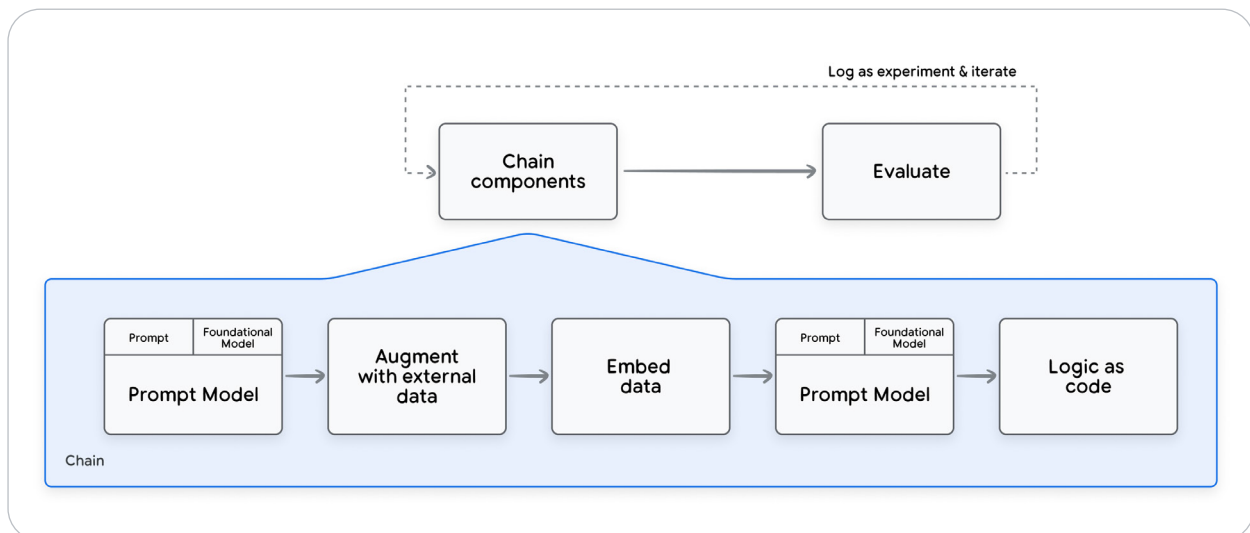 Log as experiment & iterate
Chain
components
Evaluate
Prompt
Foundational
Model
Prompt Model
Augment
with external
data
Embed
data
Prompt
Foundational
Model
Prompt Model
Logic as
code
Chain